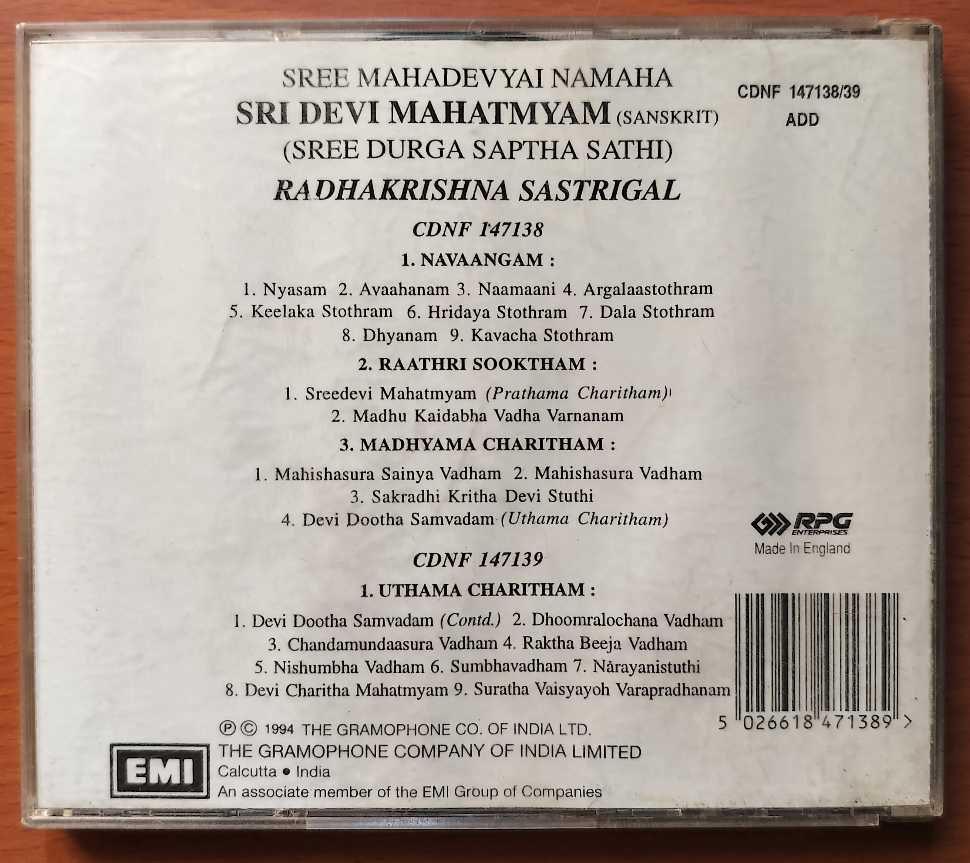 SREE MAHADEVYAI NAMAHA
SRI DEVI MAHATMYAM (SANSKRIT)
(SREE DURGA SAPTHA SATHI)
RADHAKRISHNA SASTRIGAL
CDNF 147138/39
ADD
CDNF 147138
1. NAVAANGAM :
1. Nyasam 2. Avaahanam 3. Naamaani 4. Argalaastothram
5. Keelaka Stothram 6. Hridaya Stothram 7. Dala Stothram
8. Dhyanam 9. Kavacha Stothram
2. RAATHRI SOOKTHAM :
1. Sreedevi Mahatmyam (Prathama Charitham)
2. Madhu Kaidabha Vadha Varnanam
3. MADHYAMA CHARITHAM :
1. Mahishasura Sainya Vadham 2. Mahishasura Vadham
3. Sakradhi Kritha Devi Stuthi
4. Devi Dootha Samvadam (Uthama Charitham)
RPG
ENTERPRISES
Made In England
CDNF 147139
1. UTHAMA CHARITHAM :
1. Devi Dootha Samvadam (Contd.) 2. Dhoomralochana Vadham
3. Chandamundaasura Vadham 4. Raktha Beeja Vadham
5. Nishumbha Vadham 6. Sumbhavadham 7. Narayanistuthi
8. Devi Charitha Mahatmyam 9. Suratha Vaisyayoh Varapradhanam
5 026618 471389 >
℗ © 1994 THE GRAMOPHONE CO. OF INDIA LTD.
THE GRAMOPHONE COMPANY OF INDIA LIMITED
EMI
Calcutta • India
An associate member of the EMI Group of Companies